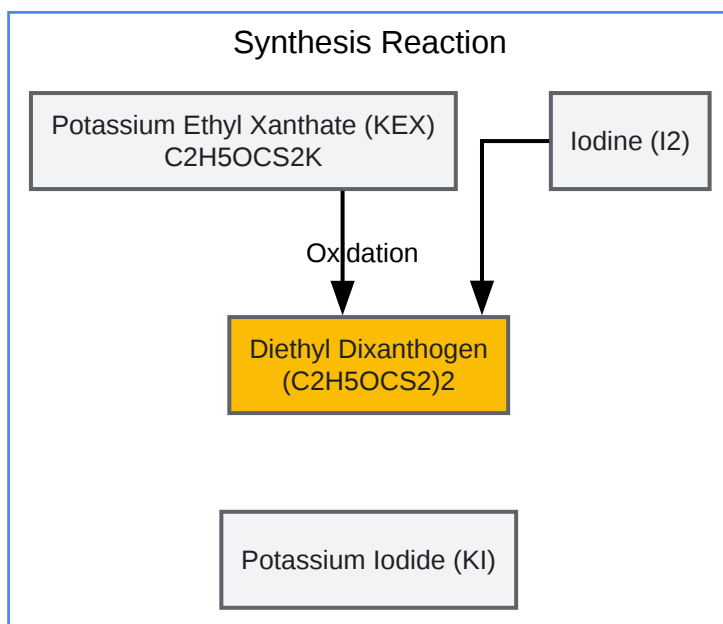 Synthesis Reaction
Potassium Ethyl Xanthate (KEX)
C2H5OCS2K
Iodine (I2)
Oxidation
Diethyl Dixanthogen
(C2H5OCS2)2
Potassium Iodide (KI)